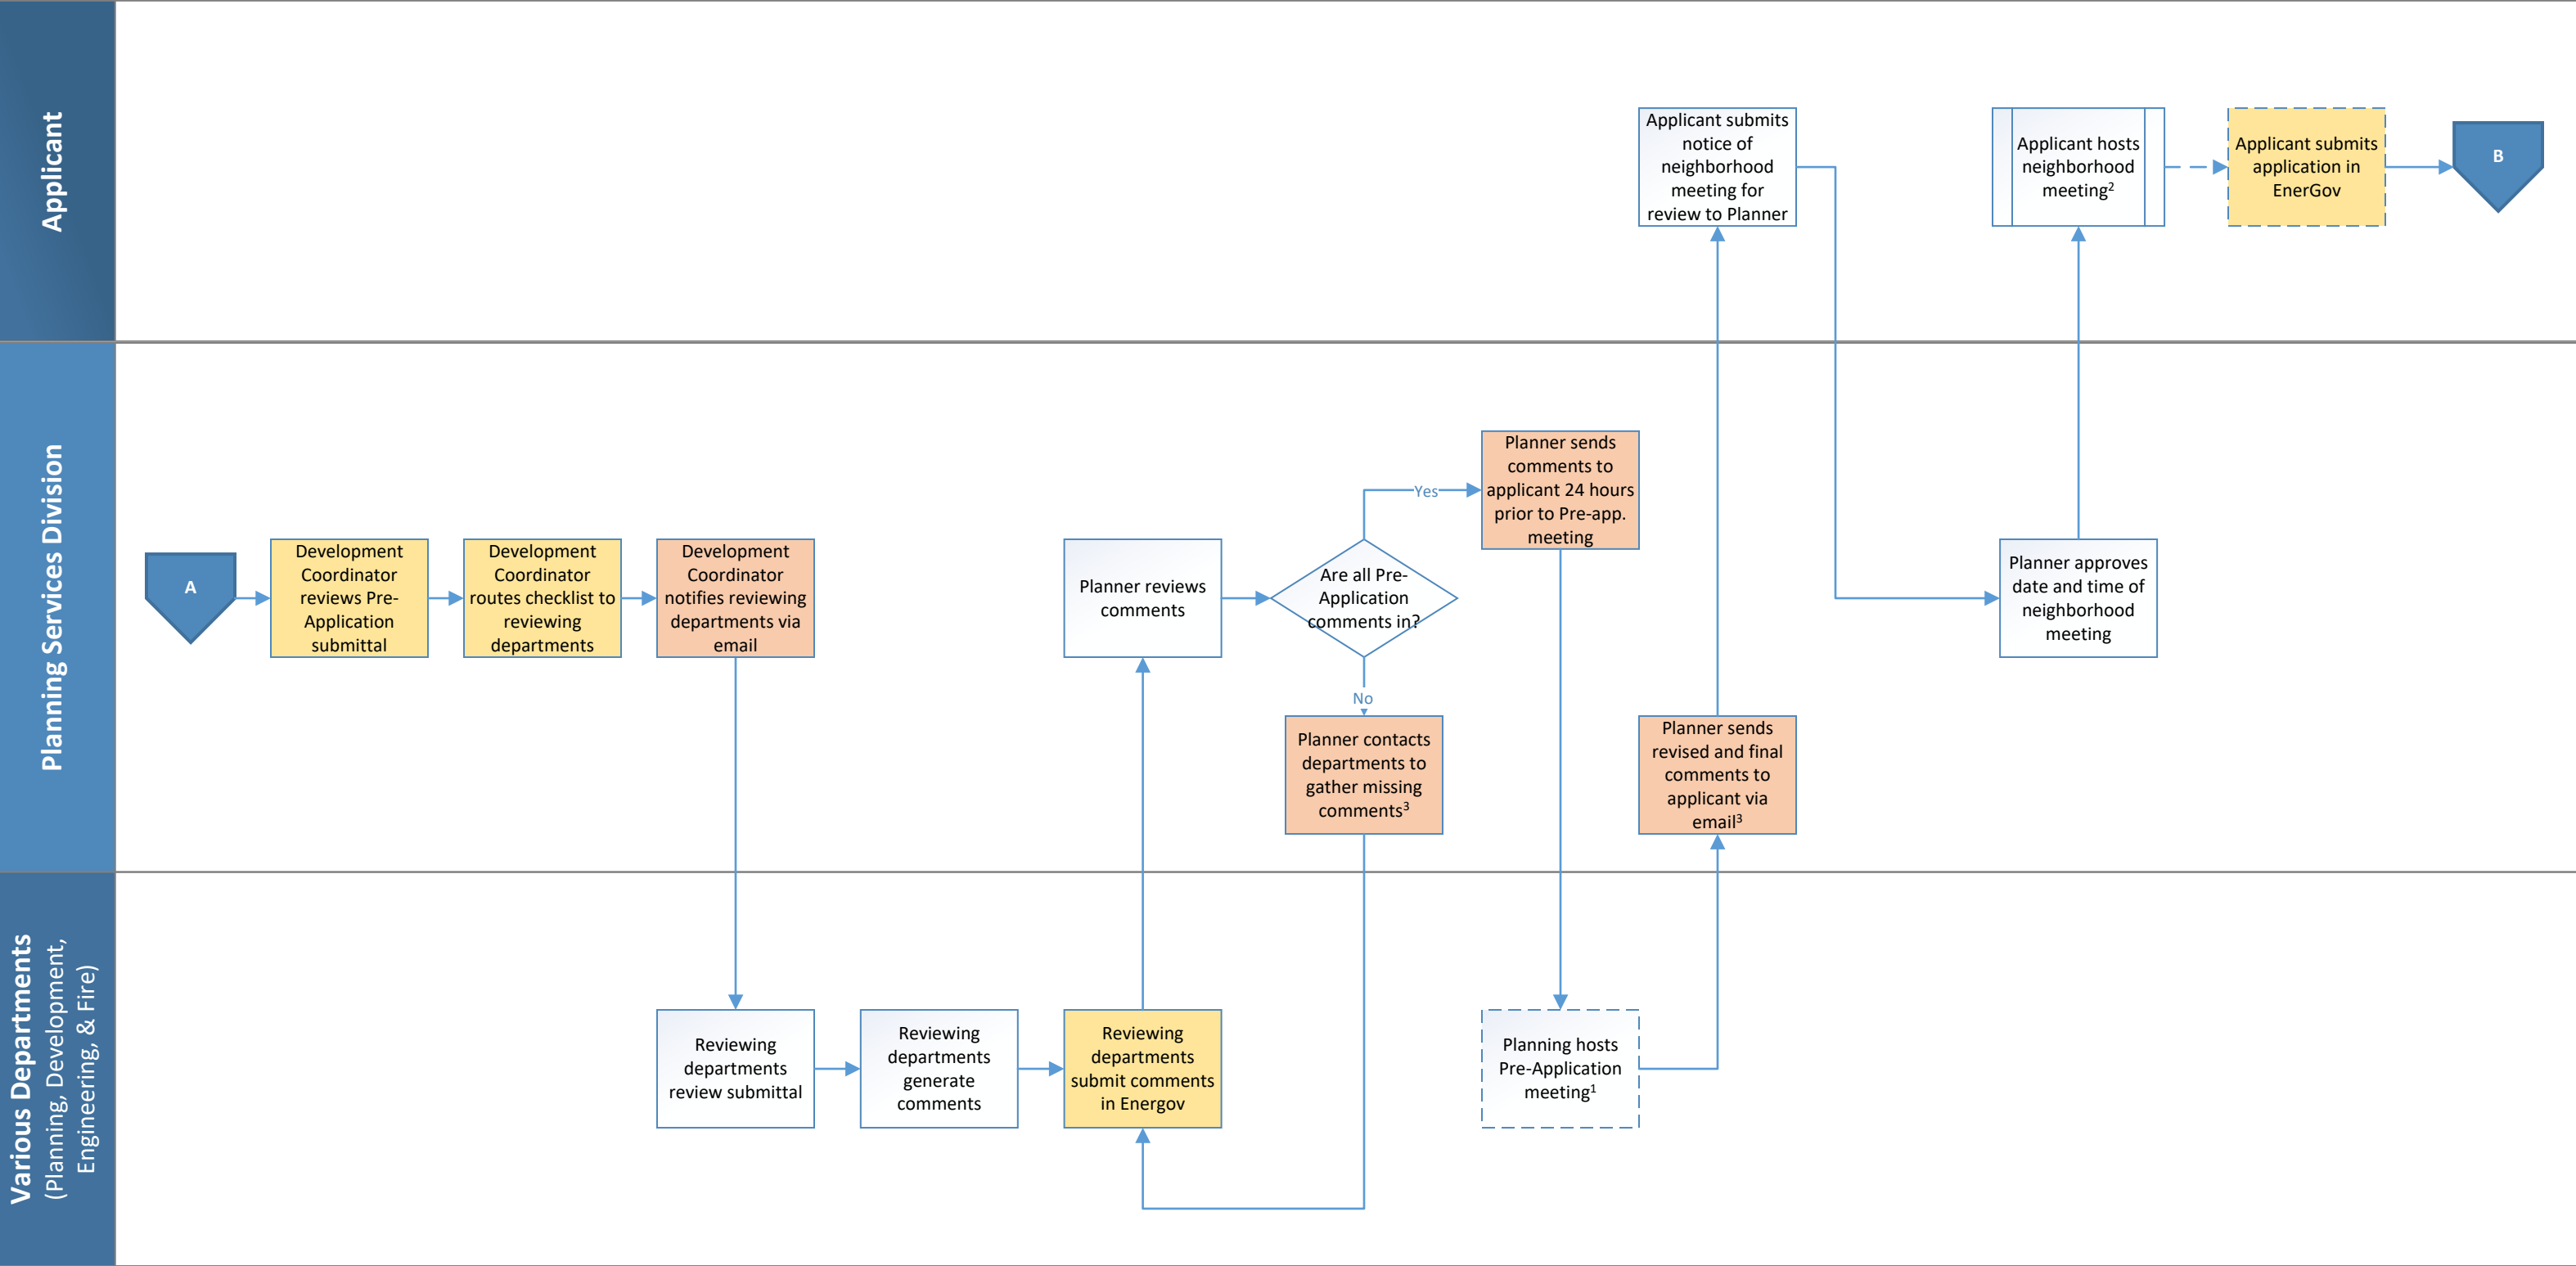 Applicant
Applicant submits
notice of
neighborhood
meeting for
review to Planner
Applicant hosts
neighborhood
meeting²
Applicant submits
application in
EnerGov
B
Planning Services Division
A
Development
Coordinator
reviews Pre-
Application
submittal
Development
Coordinator
routes checklist to
reviewing
departments
Development
Coordinator
notifies reviewing
departments via
email
Planner reviews
comments
Are all Pre-
Application
comments in?
Yes
No
Planner sends
comments to
applicant 24 hours
prior to Pre-app.
meeting
Planner contacts
departments to
gather missing
comments³
Planner sends
revised and final
comments to
applicant via
email³
Planner approves
date and time of
neighborhood
meeting
Various Departments
(Planning, Development,
Engineering, & Fire)
Reviewing
departments
review submittal
Reviewing
departments
generate
comments
Reviewing
departments
submit comments
in Energov
Planning hosts
Pre-Application
meeting¹